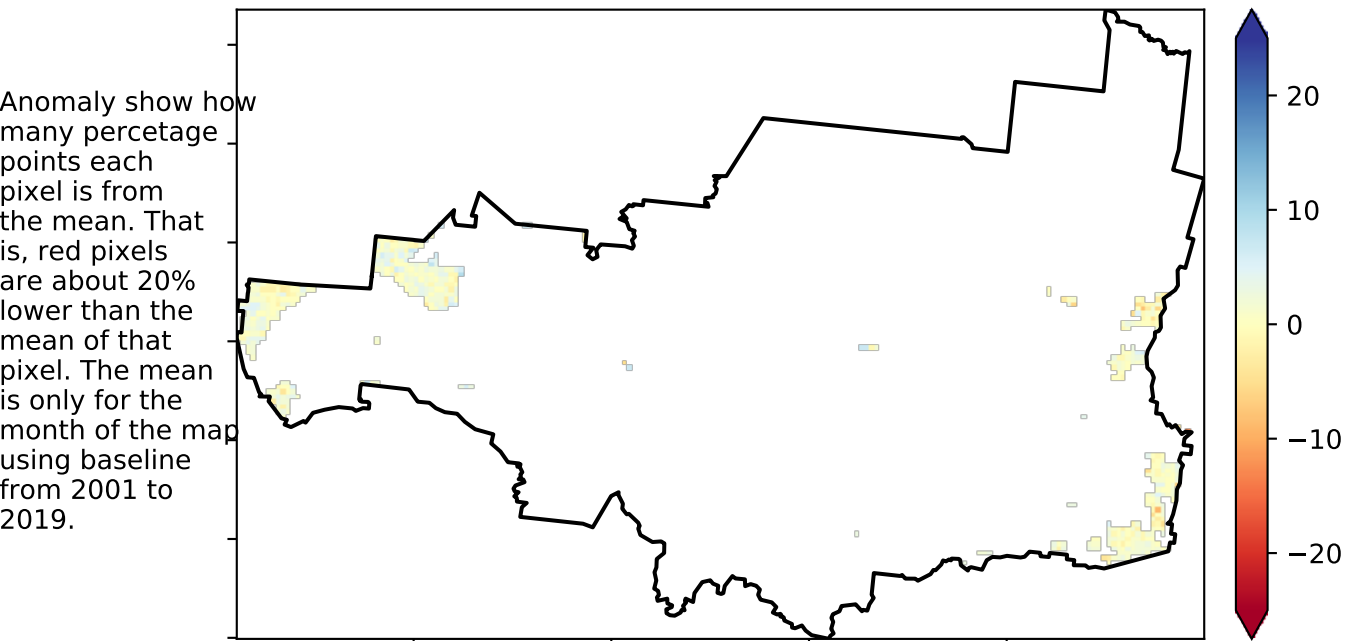 Anomaly show how
many percetage
points each
pixel is from
the mean. That
is, red pixels
are about 20%
lower than the
mean of that
pixel. The mean
is only for the
month of the map
using baseline
from 2001 to
2019.
20
10
0
−10
−20